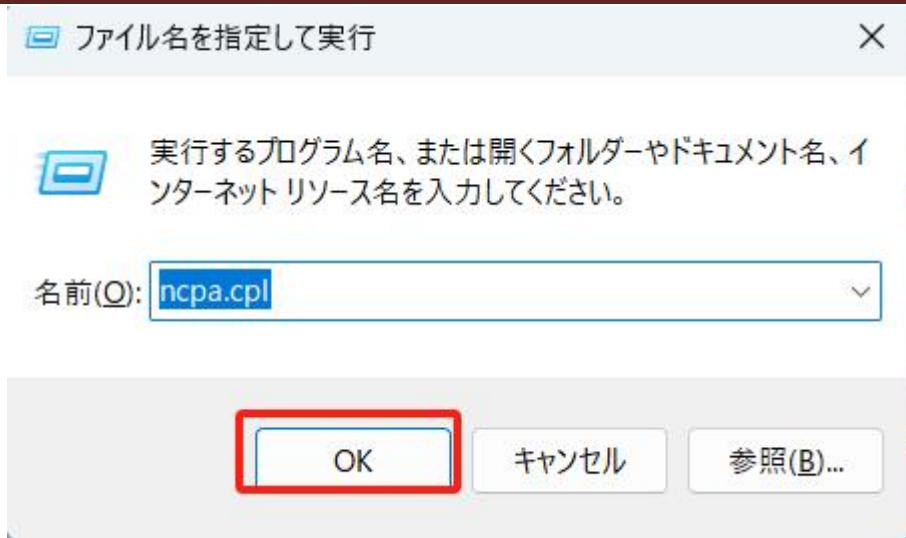 ファイル名を指定して実行
実行するプログラム名、または開くフォルダーやドキュメント名、イ
ンターネット リソース名を入力してください。
名前(O): ncpa.cpl
OK キャンセル 参照(B)...